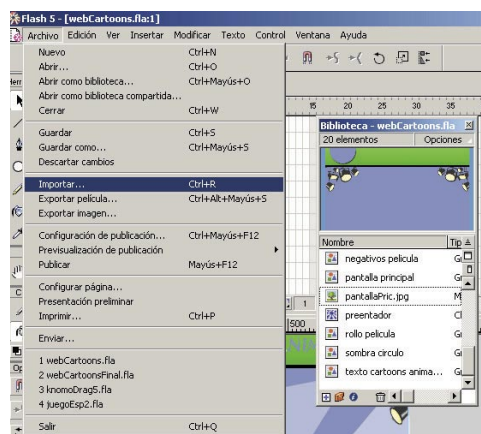 Flash 5 - [webCartoons.fla:1]
Archivo Edición Ver Insertar Modificar Texto Control Ventana Ayuda
Nuevo Ctrl+N
Abrir... Ctrl+O
Abrir como biblioteca... Ctrl+Mayús+O
Abrir como biblioteca compartida...
Cerrar Ctrl+W
Guardar Ctrl+S
Guardar como... Ctrl+Mayús+S
Descartar cambios
Importar... Ctrl+R
Exportar película... Ctrl+Alt+Mayús+S
Exportar imagen...
Configuración de publicación... Ctrl+Mayús+F12
Previsualización de publicación
Publicar Mayús+F12
Configurar página...
Presentación preliminar
Imprimir... Ctrl+P
Enviar...
1 webCartoons.fla
2 webCartoonsFinal.fla
3 knomoDrag5.fla
4 juegoEsp2.fla
Salir Ctrl+Q
15 20 25 30 35
Biblioteca - webCartoons.fla
20 elementos Opciones
Nombre Tip
negativos pelicula G
pantalla principal G
pantallaPric.jpg M
preentador Cl
rollo pelicula G
sombra circulo G
texto cartoons anima... G
1
500